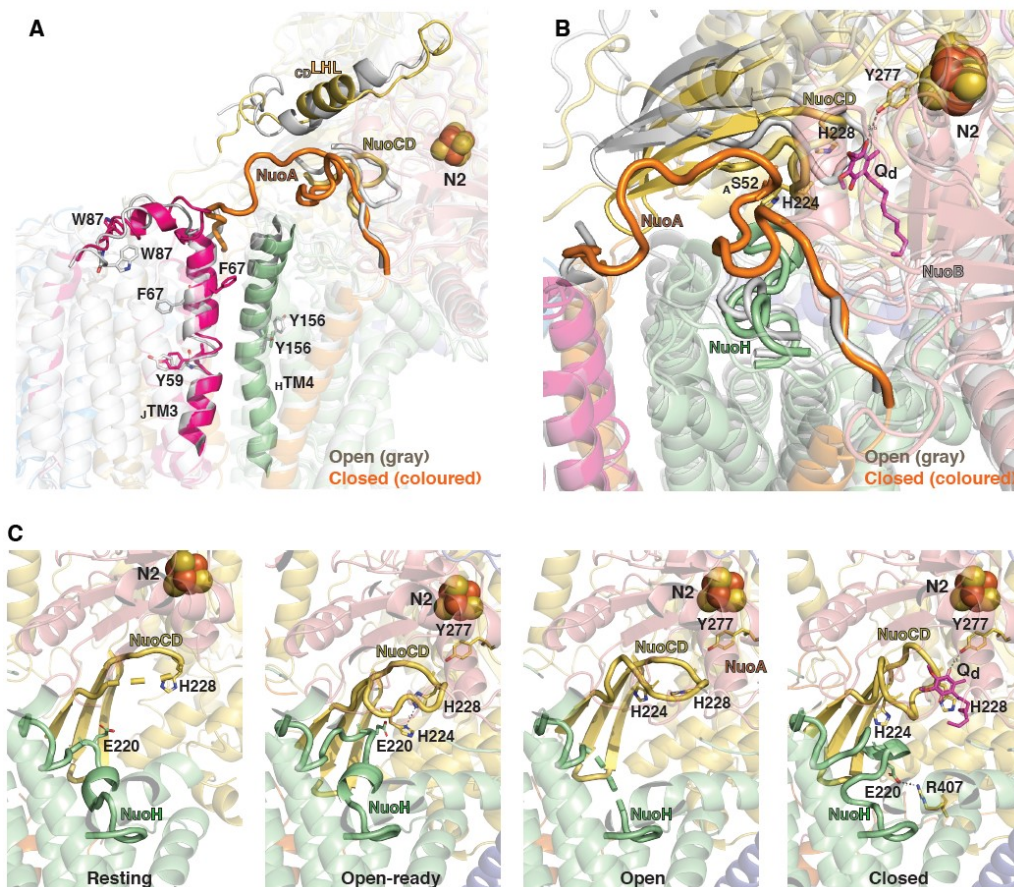 A
CDLHL
NuoCD
NuoA
N2
W87
W87
F67
F67
Y156
Y156
Y59
HTM4
JTM3
Open (gray)
Closed (coloured)
B
Y277
NuoCD
N2
H228
Qd
AS52
H224
NuoA
NuoB
NuoH
Open (gray)
Closed (coloured)
C
N2
NuoCD
H228
E220
NuoH
Resting
N2
Y277
NuoCD
H228
E220
H224
NuoH
Open-ready
N2
Y277
NuoCD
NuoA
H224
H228
Open
N2
Y277
NuoCD
Qd
H228
H224
E220
R407
NuoH
Closed